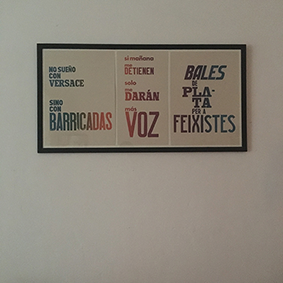 NO SUEÑO
CON
VERSACE
SINO
CON
BARRICADAS
si mañana
me
DETIENEN
solo
me
DARÁN
más
VOZ
BALES
DE
PLA-
TA
PER A
FEIXISTES